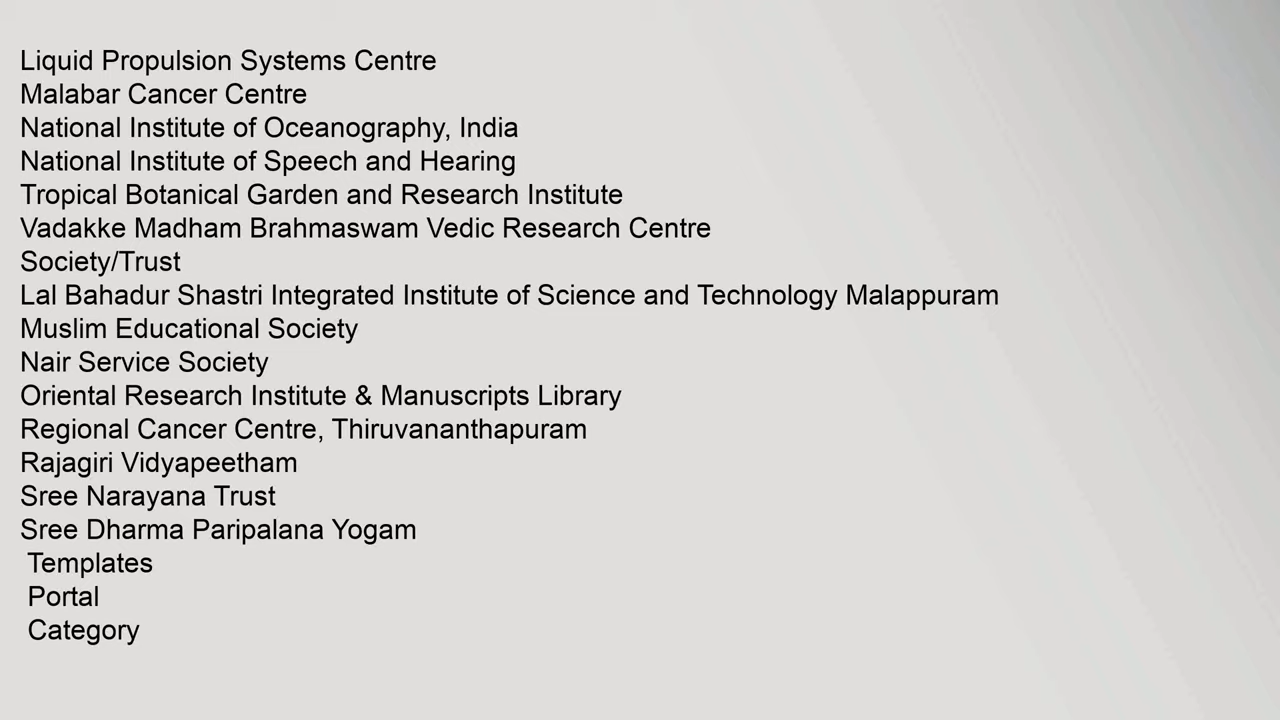 Liquid Propulsion Systems Centre
Malabar Cancer Centre
National Institute of Oceanography, India
National Institute of Speech and Hearing
Tropical Botanical Garden and Research Institute
Vadakke Madham Brahmaswam Vedic Research Centre
Society/Trust
Lal Bahadur Shastri Integrated Institute of Science and Technology Malappuram
Muslim Educational Society
Nair Service Society
Oriental Research Institute & Manuscripts Library
Regional Cancer Centre, Thiruvananthapuram
Rajagiri Vidyapeetham
Sree Narayana Trust
Sree Dharma Paripalana Yogam
Templates
Portal
Category